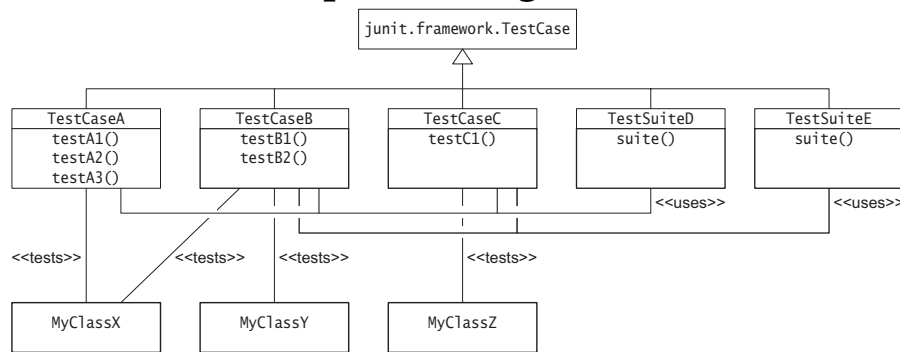 junit.framework.TestCase
TestCaseA TestCaseB TestCaseC TestSuiteD TestSuiteE
testA1() testB1() testC1() suite() suite()
testA2() testB2()
testA3()
<<uses>> <<uses>>
<<tests>> <<tests>> <<tests>> <<tests>>
MyClassX MyClassY MyClassZ